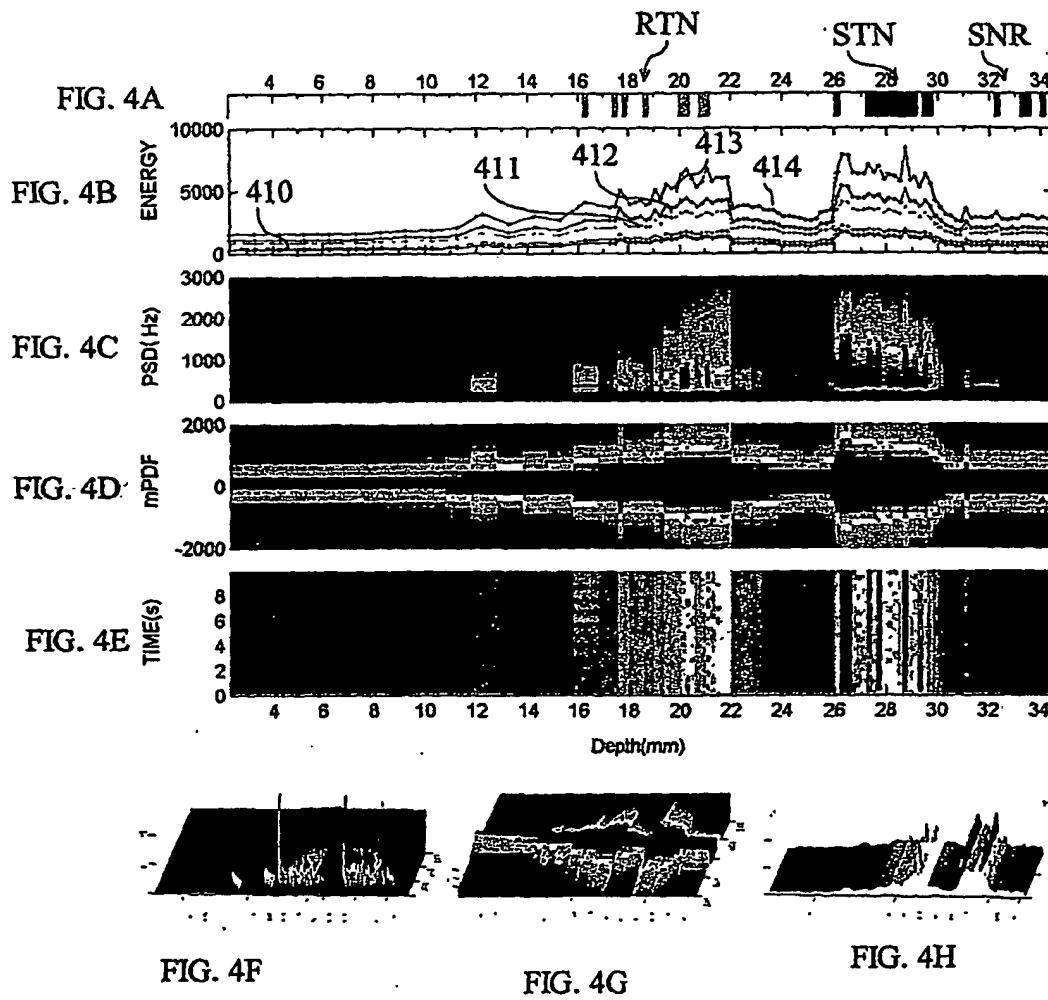 RTN STN SNR
4 6 8 10 12 14 16 18 20 22 24 26 28 30 32 34
FIG. 4A
10000
5000
0
ENERGY
FIG. 4B
410 411 412 413 414
3000
2000
1000
0
PSD(Hz)
FIG. 4C
2000
0
-2000
mPDF
FIG. 4D
8
6
4
2
0
TIME(s)
FIG. 4E
4 6 8 10 12 14 16 18 20 22 24 26 28 30 32 34
Depth(mm)
FIG. 4F
FIG. 4G
FIG. 4H